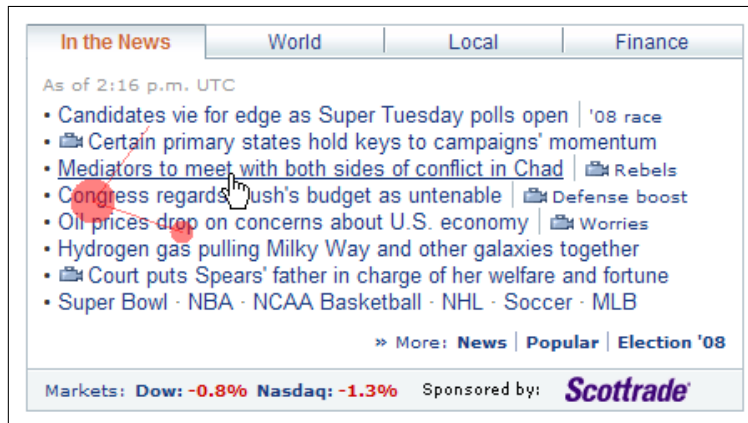 In the News World Local Finance
As of 2:16 p.m. UTC
• Candidates vie for edge as Super Tuesday polls open | '08 race
• Certain primary states hold keys to campaigns' momentum
• Mediators to meet with both sides of conflict in Chad | Rebels
• Congress regards Bush's budget as untenable | Defense boost
• Oil prices drop on concerns about U.S. economy | Worries
• Hydrogen gas pulling Milky Way and other galaxies together
• Court puts Spears' father in charge of her welfare and fortune
• Super Bowl · NBA · NCAA Basketball · NHL · Soccer · MLB
» More: News | Popular | Election '08
Markets: Dow: -0.8% Nasdaq: -1.3% Sponsored by: Scottrade